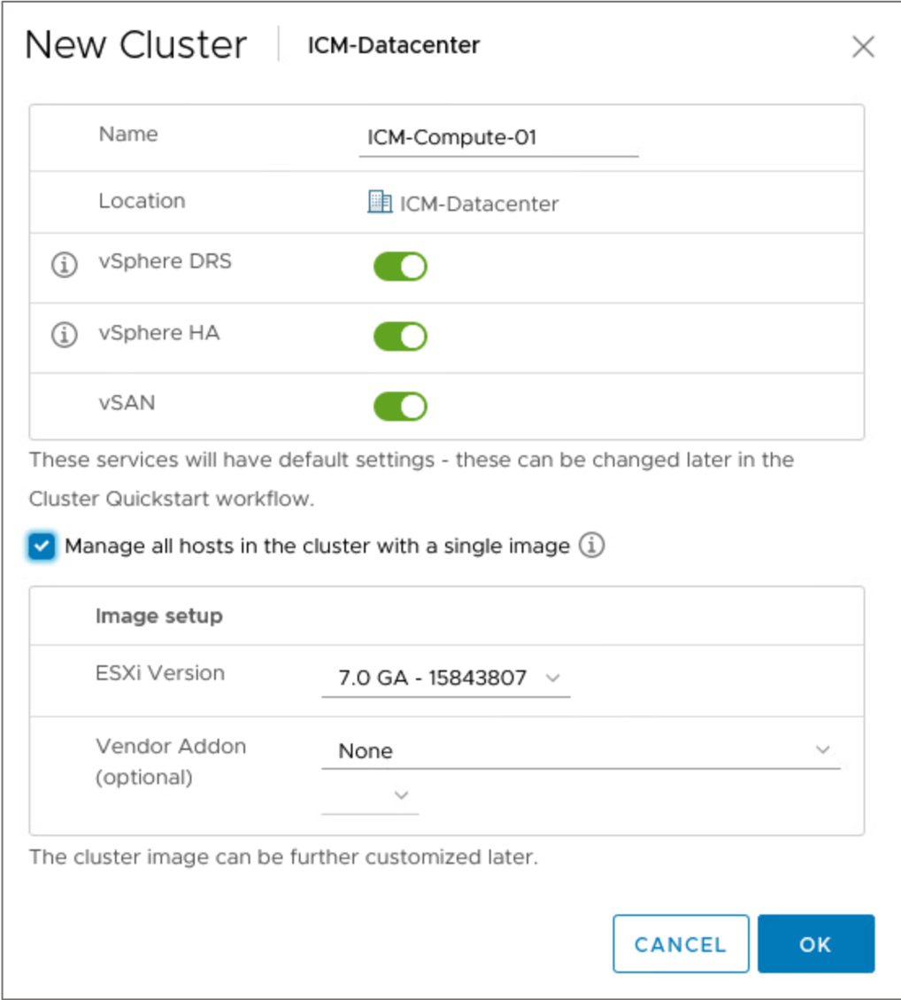 New Cluster ICM-Datacenter
Name ICM-Compute-01
Location ICM-Datacenter
vSphere DRS
vSphere HA
vSAN
These services will have default settings - these can be changed later in the
Cluster Quickstart workflow.
Manage all hosts in the cluster with a single image
Image setup
ESXi Version 7.0 GA - 15843807
Vendor Addon None
(optional)
The cluster image can be further customized later.
CANCEL OK